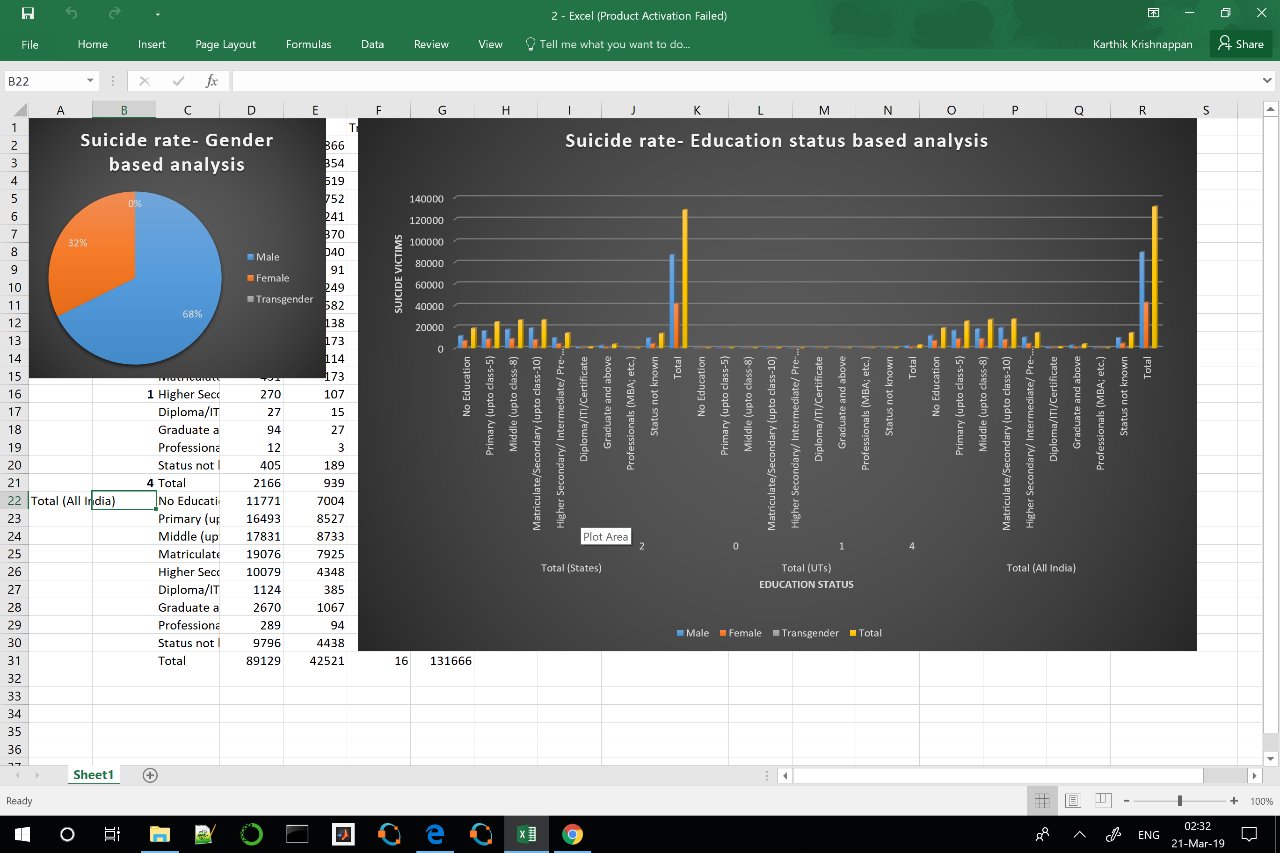 2 - Excel (Product Activation Failed)
File Home Insert Page Layout Formulas Data Review View Tell me what you want to do... Karthik Krishnappan Share
B22 fx
A B C D E F G H I J K L M N O P Q R S
1
2 366
3 354
4 519
5 752
6 241
7 370
8 040
9 91
10 249
11 582
12 138
13 173
14 114
15 173
16 1 Higher Seco 270 107
17 Diploma/IT 27 15
18 Graduate a 94 27
19 Professiona 12 3
20 Status not 405 189
21 4 Total 2166 939
22 Total (All India) No Educati 11771 7004
23 Primary (up 16493 8527
24 Middle (up 17831 8733
25 Matriculate 19076 7925
26 Higher Seco 10079 4348
27 Diploma/IT 1124 385
28 Graduate a 2670 1067
29 Professiona 289 94
30 Status not 9796 4438
31 Total 89129 42521 16 131666
32
33
34
35
36
Suicide rate- Gender
based analysis
0%
32%
68%
Male
Female
Transgender
Suicide rate- Education status based analysis
SUICIDE VICTIMS
140000
120000
100000
80000
60000
40000
20000
0
No Education
Primary (upto class-5)
Middle (upto class-8)
Matriculate/Secondary (upto class-10)
Higher Secondary/ Intermediate/ Pre-...
Diploma/ITI/Certificate
Graduate and above
Professionals (MBA; etc.)
Status not known
Total
No Education
Primary (upto class-5)
Middle (upto class-8)
Matriculate/Secondary (upto class-10)
Higher Secondary/ Intermediate/ Pre-...
Diploma/ITI/Certificate
Graduate and above
Professionals (MBA; etc.)
Status not known
Total
No Education
Primary (upto class-5)
Middle (upto class-8)
Matriculate/Secondary (upto class-10)
Higher Secondary/ Intermediate/ Pre-...
Diploma/ITI/Certificate
Graduate and above
Professionals (MBA; etc.)
Status not known
Total
Plot Area
2 0 1 4
Total (States) Total (UTs) Total (All India)
EDUCATION STATUS
Male Female Transgender Total
Sheet1
Ready 100%
ENG 02:32
21-Mar-19